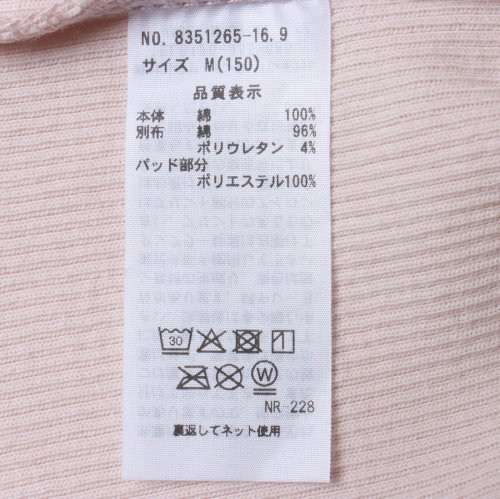 NO. 8351265-16.9
サイズ M(150)
品質表示
本体 綿 100%
別布 綿 96%
ポリウレタン 4%
パッド部分
ポリエステル100%
30
W
NR-228
裏返してネット使用